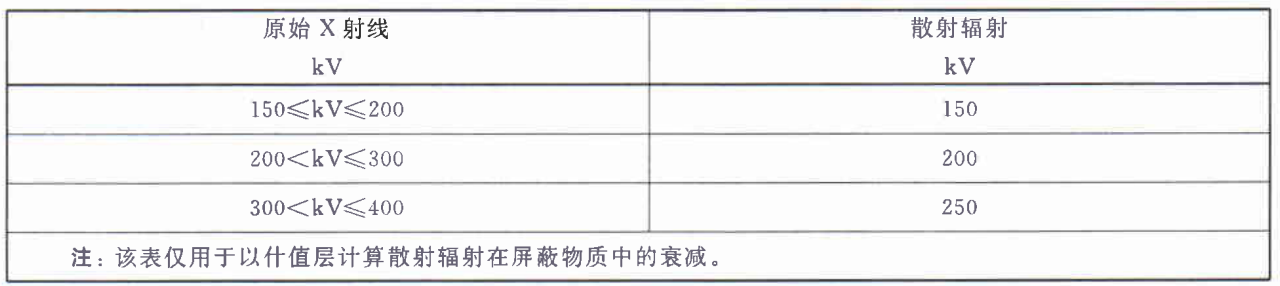 原始 X 射线 散射辐射
kV kV
150≤kV≤200 150
200<kV≤300 200
300<kV≤400 250
注：该表仅用于以什值层计算散射辐射在屏蔽物质中的衰减。